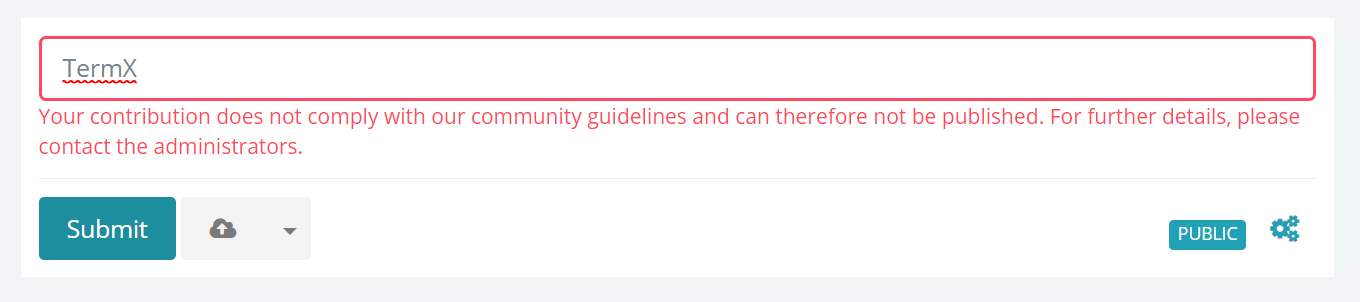 TermX
Your contribution does not comply with our community guidelines and can therefore not be published. For further details, please
contact the administrators.
Submit
PUBLIC